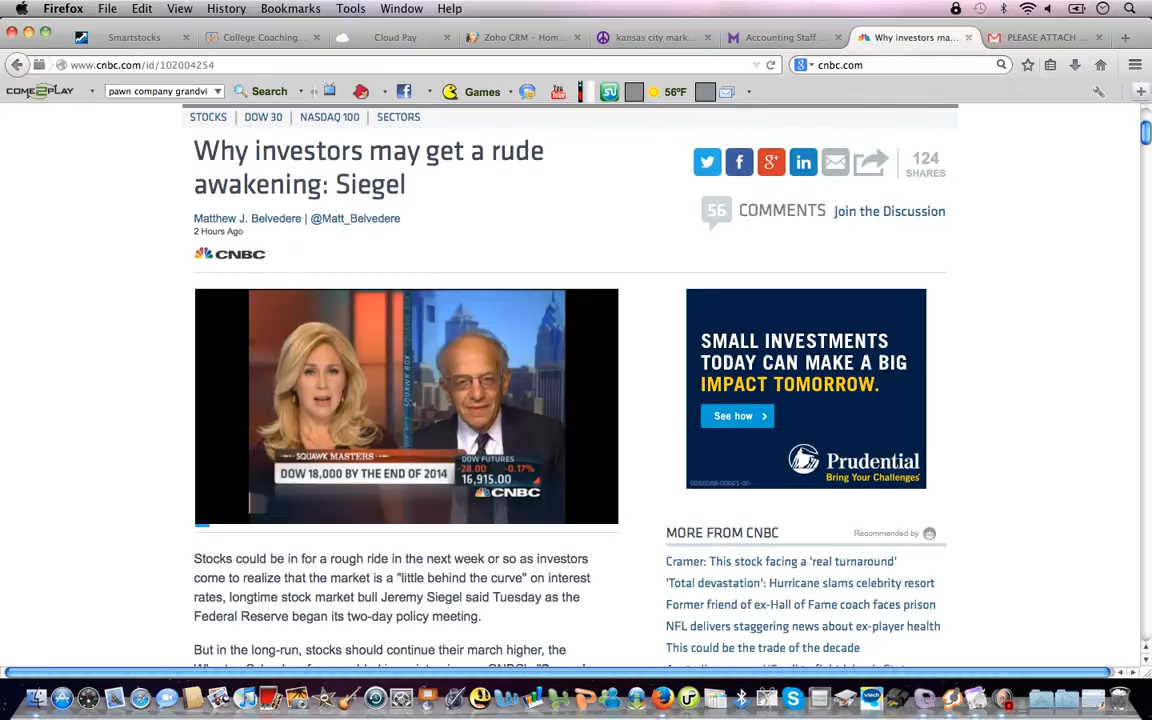 Firefox File Edit View History Bookmarks Tools Window Help
Smartstocks College Coaching... Cloud Pay Zoho CRM – Hom... kansas city mark... Accounting Staff ... Why investors ma... PLEASE ATTACH ...
www.cnbc.com/id/102004254 cnbc.com
COME2PLAY pawn company grandvi Search Games 56°F
STOCKS | DOW 30 | NASDAQ 100 | SECTORS
Why investors may get a rude
awakening: Siegel
Matthew J. Belvedere | @Matt_Belvedere
2 Hours Ago
CNBC
124
SHARES
56 COMMENTS Join the Discussion
SQUAWK BOX
SQUAWK MASTERS
DOW 18,000 BY THE END OF 2014
DOW FUTURES
-28.00 -0.17%
16,915.00
CNBC
SMALL INVESTMENTS
TODAY CAN MAKE A BIG
IMPACT TOMORROW.
See how >
Prudential
Bring Your Challenges
Stocks could be in for a rough ride in the next week or so as investors
come to realize that the market is a "little behind the curve" on interest
rates, longtime stock market bull Jeremy Siegel said Tuesday as the
Federal Reserve began its two-day policy meeting.
But in the long-run, stocks should continue their march higher, the
MORE FROM CNBC
Recommended by
Cramer: This stock facing a 'real turnaround'
'Total devastation': Hurricane slams celebrity resort
Former friend of ex-Hall of Fame coach faces prison
NFL delivers staggering news about ex-player health
This could be the trade of the decade